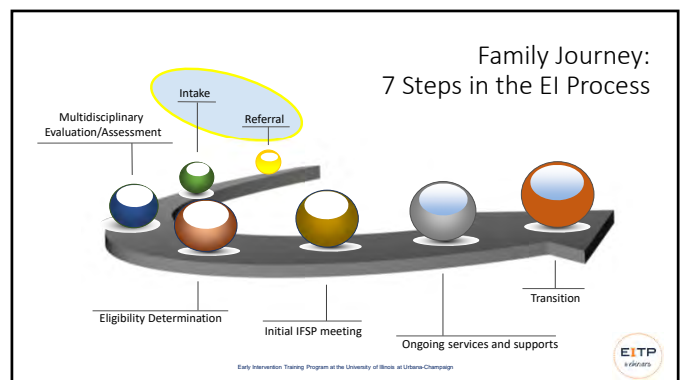 Family Journey:
7 Steps in the EI Process
Intake
Referral
Multidisciplinary
Evaluation/Assessment
Eligibility Determination
Initial IFSP meeting
Ongoing services and supports
Transition
Early Intervention Training Program at the University of Illinois at Urbana-Champaign
EITP